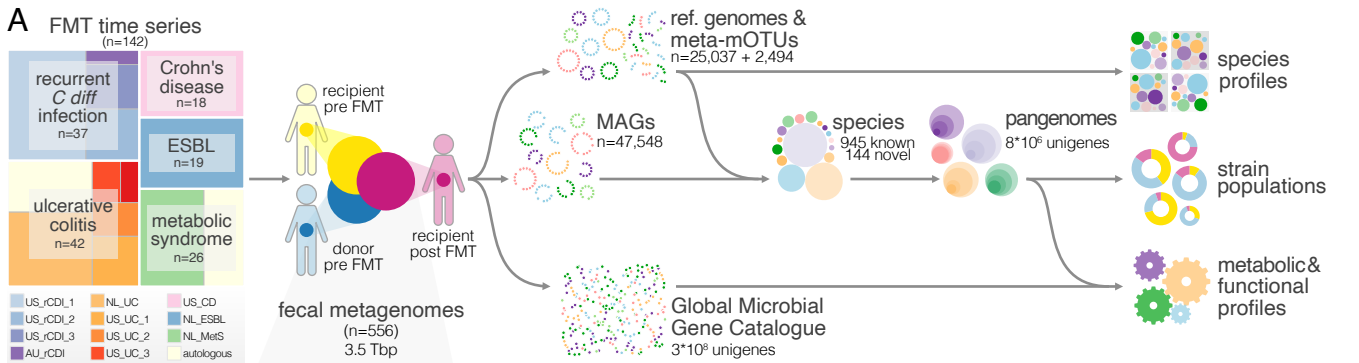 A
FMT time series
(n=142)
recurrent
C diff
infection
n=37
Crohn's
disease
n=18
ESBL
n=19
ulcerative
colitis
n=42
metabolic
syndrome
n=26
US_rCDI_1
US_rCDI_2
US_rCDI_3
AU_rCDI
NL_UC
US_UC_1
US_UC_2
US_UC_3
US_CD
NL_ESBL
NL_MetS
autologous
recipient
pre FMT
donor
pre FMT
recipient
post FMT
fecal metagenomes
(n=556)
3.5 Tbp
ref. genomes &
meta-mOTUs
n=25,037 + 2,494
MAGs
n=47,548
species
945 known
144 novel
pangenomes
8*10⁶ unigenes
Global Microbial
Gene Catalogue
3*10⁸ unigenes
species
profiles
strain
populations
metabolic &
functional
profiles